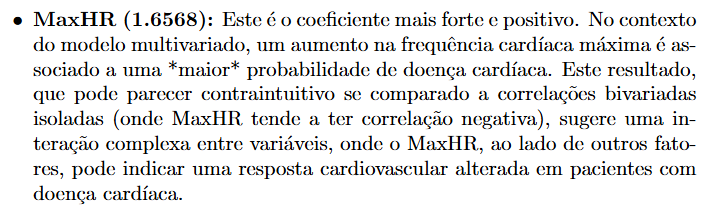 • MaxHR (1.6568): Este é o coeficiente mais forte e positivo. No contexto
do modelo multivariado, um aumento na frequência cardíaca máxima é as-
sociado a uma *maior* probabilidade de doença cardíaca. Este resultado,
que pode parecer contraintuitivo se comparado a correlações bivariadas
isoladas (onde MaxHR tende a ter correlação negativa), sugere uma in-
teração complexa entre variáveis, onde o MaxHR, ao lado de outros fato-
res, pode indicar uma resposta cardiovascular alterada em pacientes com
doença cardíaca.